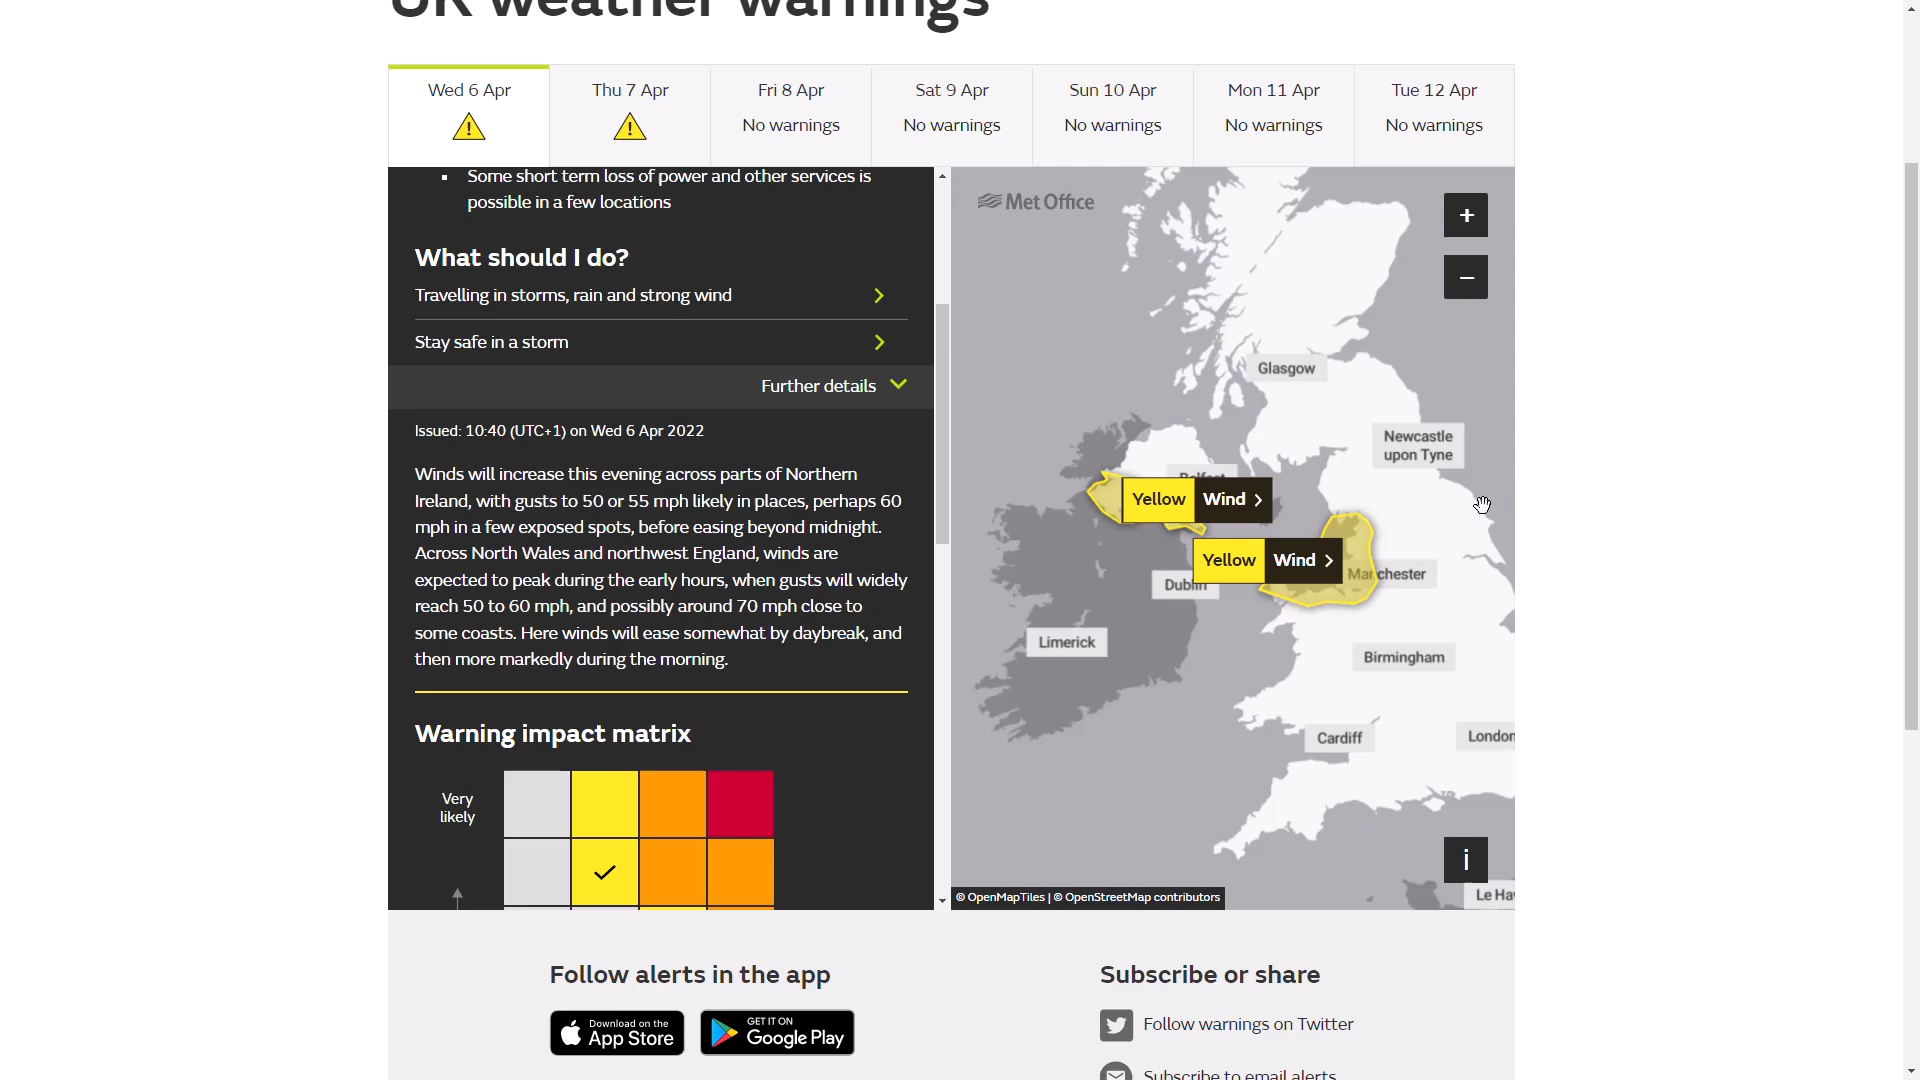 UK weather warnings
Wed 6 Apr
Thu 7 Apr
Fri 8 Apr
No warnings
Sat 9 Apr
No warnings
Sun 10 Apr
No warnings
Mon 11 Apr
No warnings
Tue 12 Apr
No warnings
Some short term loss of power and other services is
possible in a few locations
What should I do?
Travelling in storms, rain and strong wind
Stay safe in a storm
Further details
Issued: 10:40 (UTC+1) on Wed 6 Apr 2022
Winds will increase this evening across parts of Northern
Ireland, with gusts to 50 or 55 mph likely in places, perhaps 60
mph in a few exposed spots, before easing beyond midnight.
Across North Wales and northwest England, winds are
expected to peak during the early hours, when gusts will widely
reach 50 to 60 mph, and possibly around 70 mph close to
some coasts. Here winds will ease somewhat by daybreak, and
then more markedly during the morning.
Warning impact matrix
Very
likely
Met Office
+
−
Glasgow
Newcastle
upon Tyne
Belfast
Yellow Wind
Yellow Wind
Manchester
Dublin
Limerick
Birmingham
Cardiff
London
i
Le Ha
© OpenMapTiles | © OpenStreetMap contributors
Follow alerts in the app
Download on the
App Store
GET IT ON
Google Play
Subscribe or share
Follow warnings on Twitter
Subscribe to email alerts